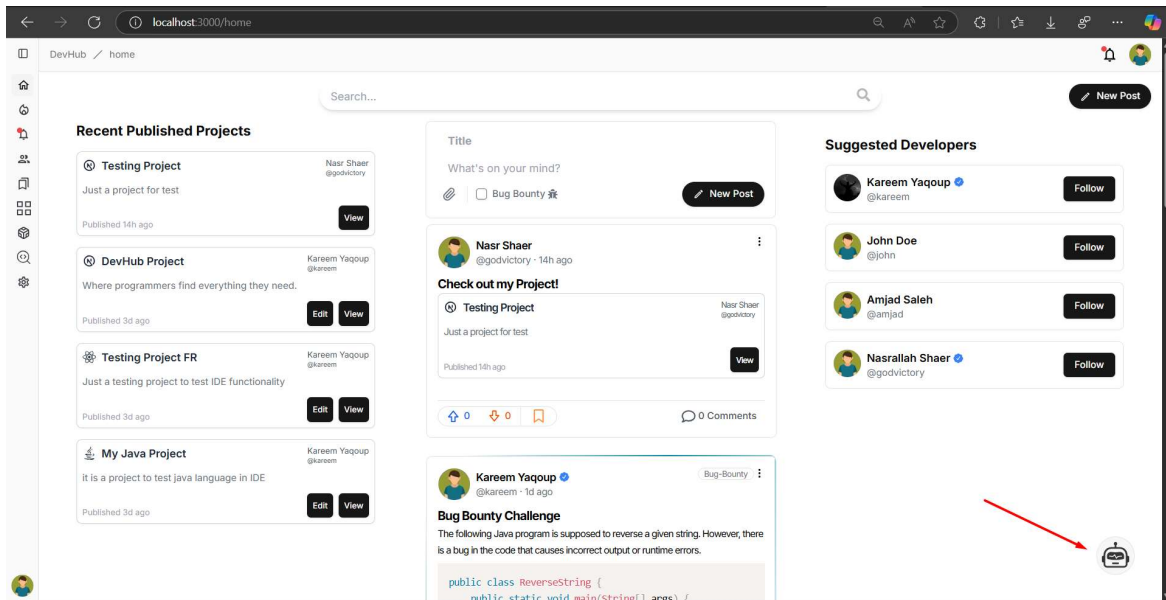 localhost:3000/home
DevHub / home
Search...
New Post
Recent Published Projects
Testing Project
Nasr Shaer
@godvictory
Just a project for test
Published 14h ago
View
DevHub Project
Kareem Yaqoup
@kareem
Where programmers find everything they need.
Published 3d ago
Edit View
Testing Project FR
Kareem Yaqoup
@kareem
Just a testing project to test IDE functionality
Published 3d ago
Edit View
My Java Project
Kareem Yaqoup
@kareem
it is a project to test java language in IDE
Published 3d ago
Edit View
Title
What's on your mind?
Bug Bounty
New Post
Nasr Shaer
@godvictory · 14h ago
Check out my Project!
Testing Project
Nasr Shaer
@godvictory
Just a project for test
Published 14h ago
View
0 0
0 Comments
Kareem Yaqoup
@kareem · 1d ago
Bug-Bounty
Bug Bounty Challenge
The following Java program is supposed to reverse a given string. However, there
is a bug in the code that causes incorrect output or runtime errors.
public class ReverseString {
public static void main(String[] args) {
Suggested Developers
Kareem Yaqoup
@kareem
Follow
John Doe
@john
Follow
Amjad Saleh
@amjad
Follow
Nasrallah Shaer
@godvictory
Follow